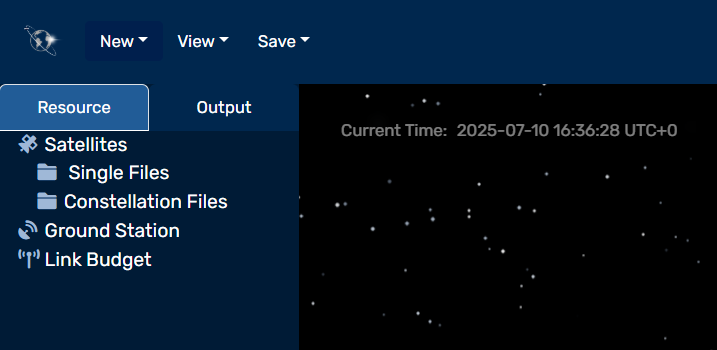 New View Save
Resource Output
Current Time: 2025-07-10 16:36:28 UTC+0
Satellites
Single Files
Constellation Files
Ground Station
Link Budget